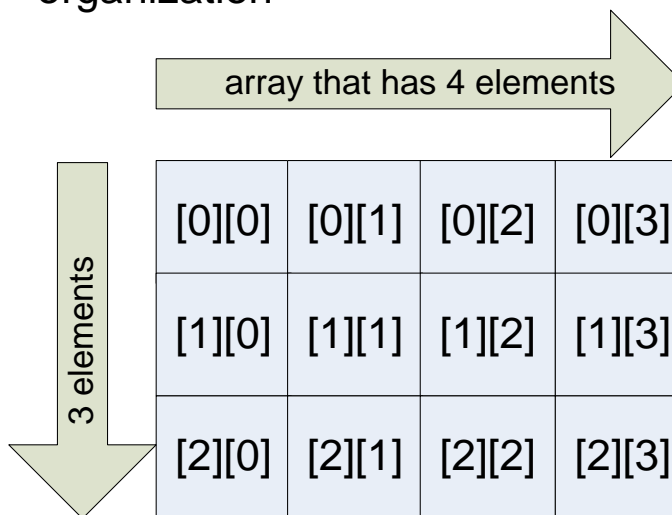 organization
array that has 4 elements
3 elements
[0][0] [0][1] [0][2] [0][3]
[1][0] [1][1] [1][2] [1][3]
[2][0] [2][1] [2][2] [2][3]